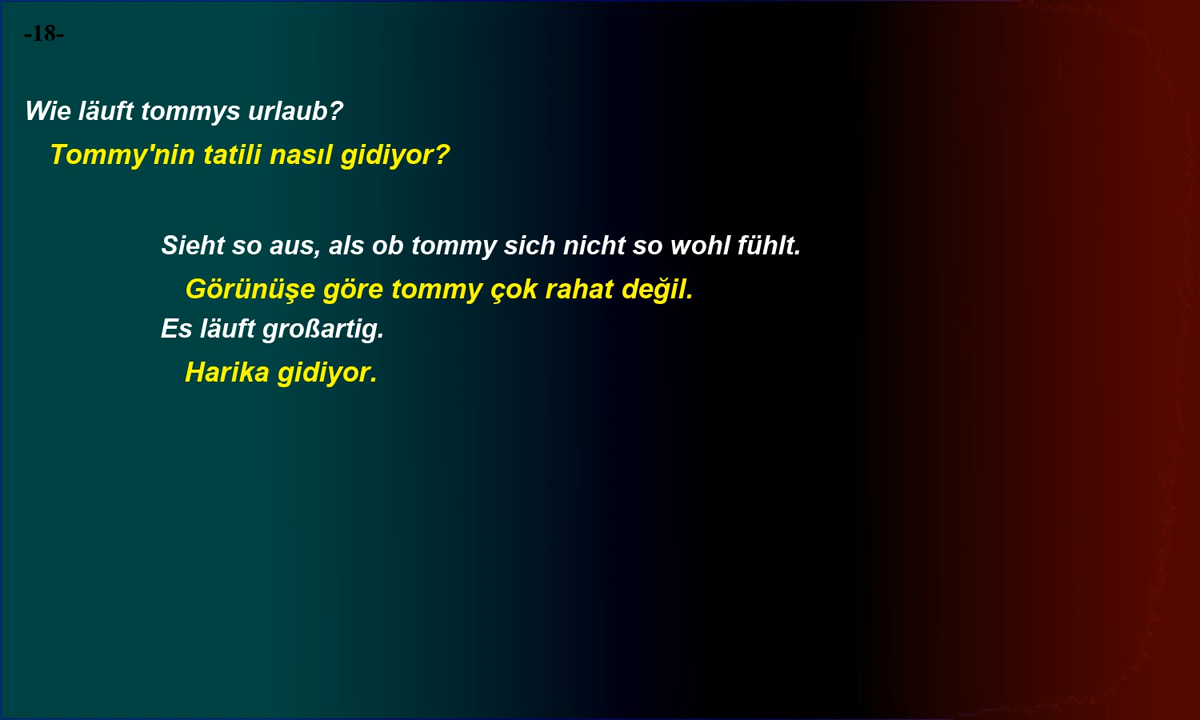 -18-
Wie läuft tommys urlaub?
Tommy'nin tatili nasıl gidiyor?
Sieht so aus, als ob tommy sich nicht so wohl fühlt.
Görünüşe göre tommy çok rahat değil.
Es läuft großartig.
Harika gidiyor.